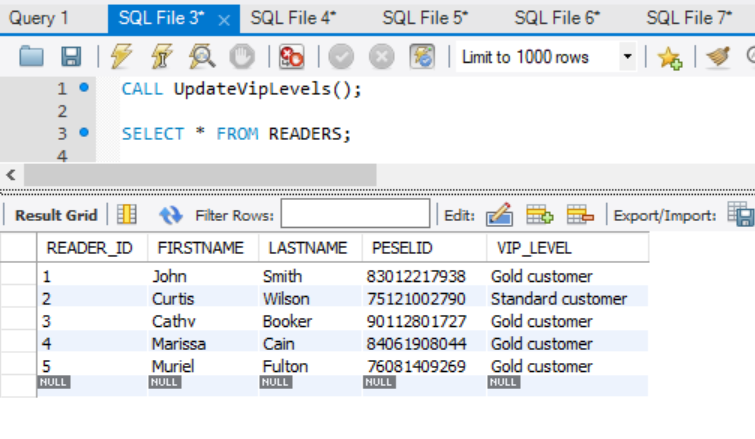 Query 1 SQL File 3* SQL File 4* SQL File 5* SQL File 6* SQL File 7*
Limit to 1000 rows
1 CALL UpdateVipLevels();
2
3 SELECT * FROM READERS;
4
Result Grid Filter Rows: Edit: Export/Import:
READER_ID FIRSTNAME LASTNAME PESELID VIP_LEVEL
1 John Smith 83012217938 Gold customer
2 Curtis Wilson 75121002790 Standard customer
3 Cathy Booker 90112801727 Gold customer
4 Marissa Cain 84061908044 Gold customer
5 Muriel Fulton 76081409269 Gold customer
NULL NULL NULL NULL NULL